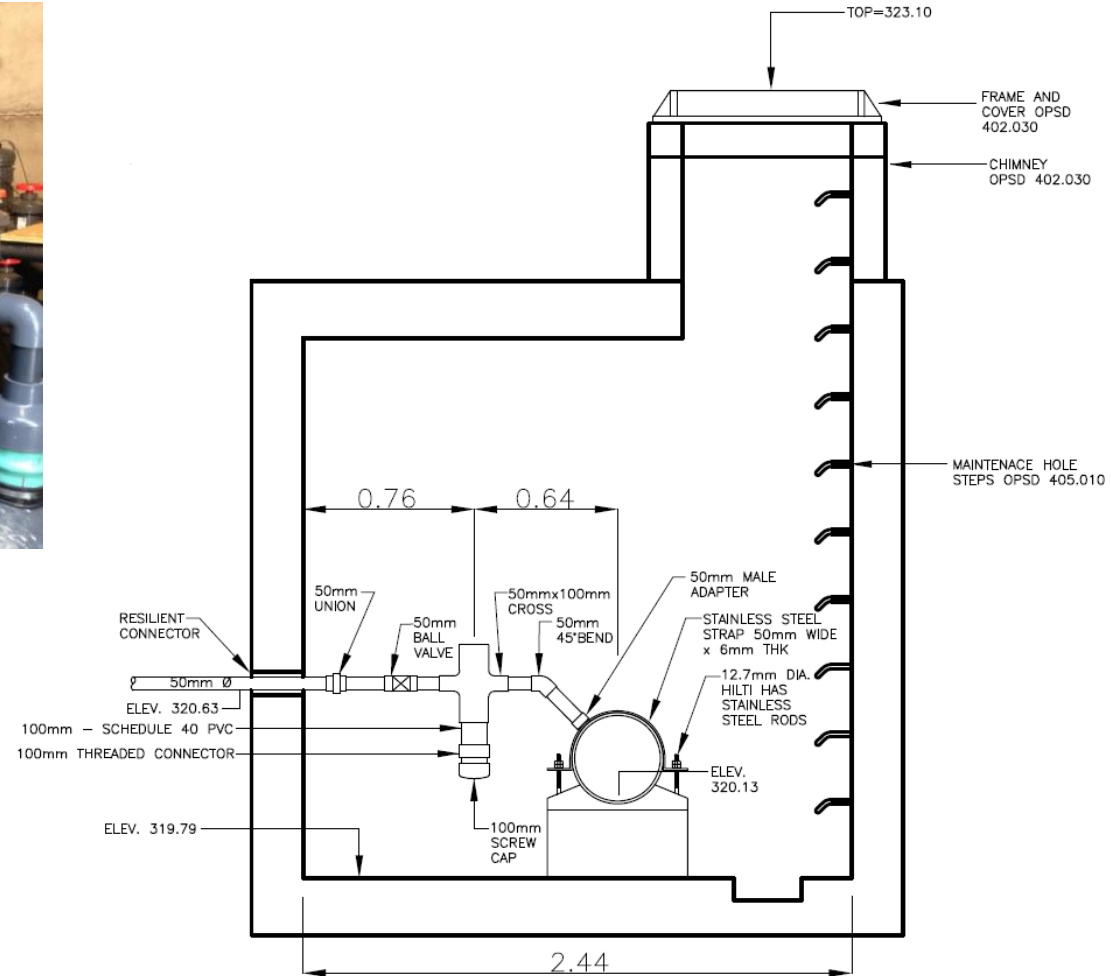 TOP=323.10
FRAME AND
COVER OPSD
402.030
CHIMNEY
OPSD 402.030
MAINTENACE HOLE
STEPS OPSD 405.010
0.76
0.64
50mm MALE
ADAPTER
50mmx100mm
CROSS
50mm
UNION
STAINLESS STEEL
STRAP 50mm WIDE
x 6mm THK
RESILIENT
CONNECTOR
50mm
BALL
VALVE
50mm
45°BEND
12.7mm DIA.
HILTI HAS
STAINLESS
STEEL RODS
50mm Ø
ELEV. 320.63
100mm – SCHEDULE 40 PVC
100mm THREADED CONNECTOR
ELEV.
320.13
ELEV. 319.79
100mm
SCREW
CAP
2.44